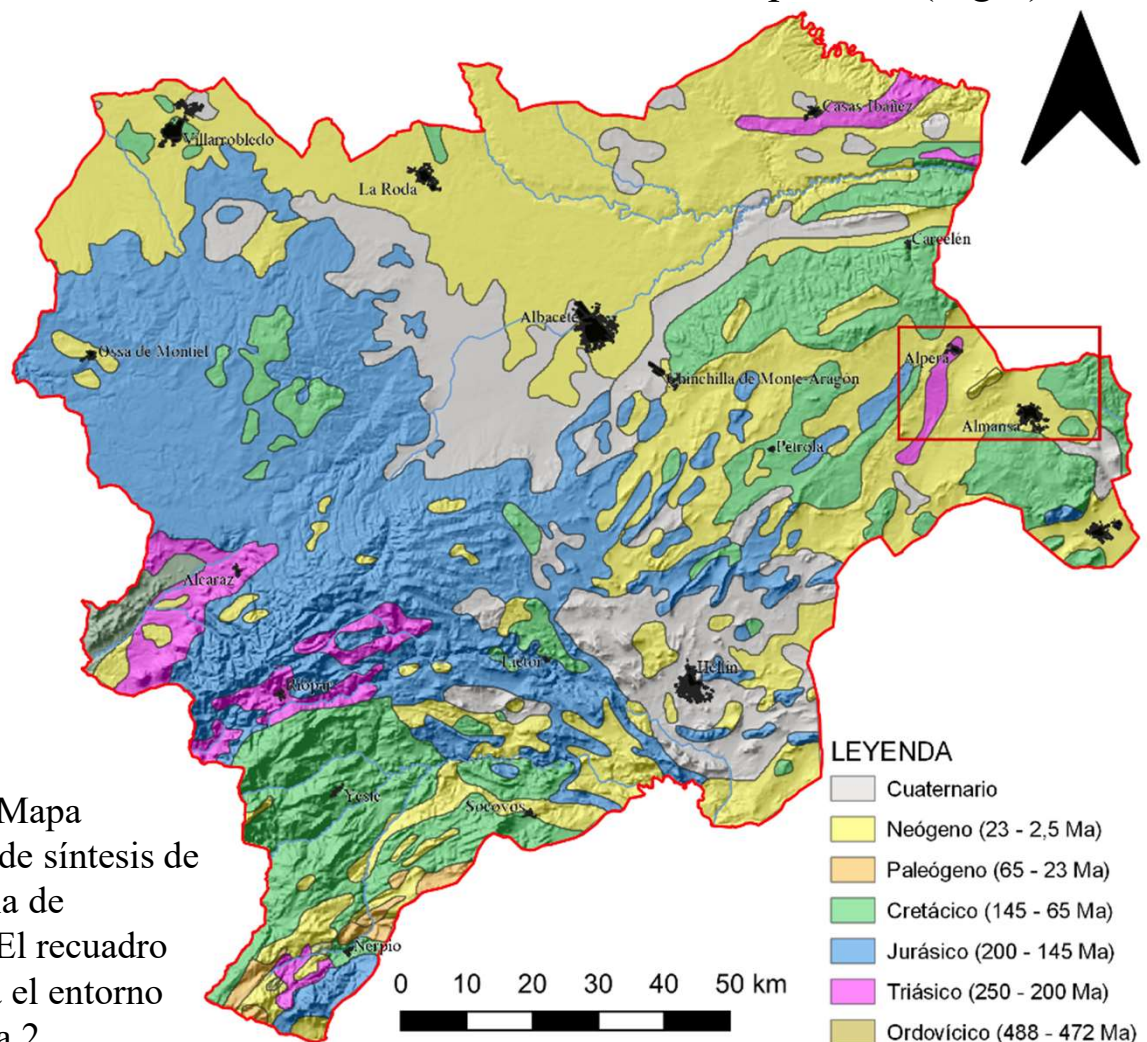 Casas-Ibáñez
Villarrobledo
La Roda
Carcelén
Albacete
Ossa de Montiel
Alpera
Chinchilla de Monte-Aragón
Almansa
Petrola
Alcaraz
Liétor
Hellín
Riópar
LEYENDA
Cuaternario
Neógeno (23 - 2,5 Ma)
Paleógeno (65 - 23 Ma)
Cretácico (145 - 65 Ma)
Jurásico (200 - 145 Ma)
Triásico (250 - 200 Ma)
Ordovícico (488 - 472 Ma)
Yeste
Socovos
Nerpio
Mapa
de síntesis de
a de
El recuadro
el entorno
a 2
0 10 20 30 40 50 km